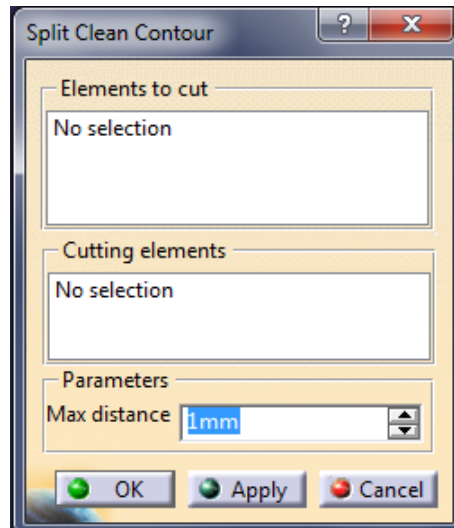 Split Clean Contour
Elements to cut
No selection
Cutting elements
No selection
Parameters
Max distance 1mm
OK Apply Cancel